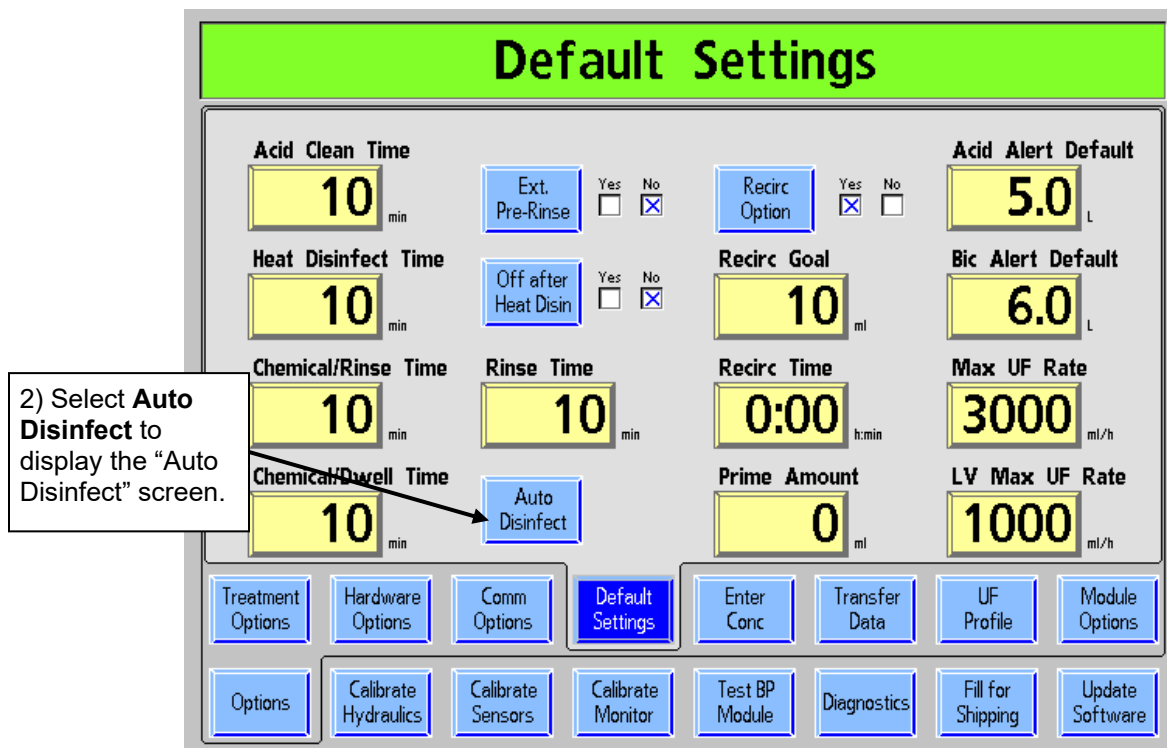 Default Settings
Acid Clean Time
10 min
Ext.
Pre-Rinse
Yes No
Recirc
Option
Yes No
Acid Alert Default
5.0 L
Heat Disinfect Time
10 min
Off after
Heat Disin
Yes No
Recirc Goal
10 ml
Bic Alert Default
6.0 L
2) Select Auto
Disinfect to
display the “Auto
Disinfect” screen.
Chemical/Rinse Time
10 min
Rinse Time
10 min
Recirc Time
0:00 h:min
Max UF Rate
3000 ml/h
Chemical/Dwell Time
10 min
Auto
Disinfect
Prime Amount
0 ml
LV Max UF Rate
1000 ml/h
Treatment
Options
Hardware
Options
Comm
Options
Default
Settings
Enter
Conc
Transfer
Data
UF
Profile
Module
Options
Options
Calibrate
Hydraulics
Calibrate
Sensors
Calibrate
Monitor
Test BP
Module
Diagnostics
Fill for
Shipping
Update
Software